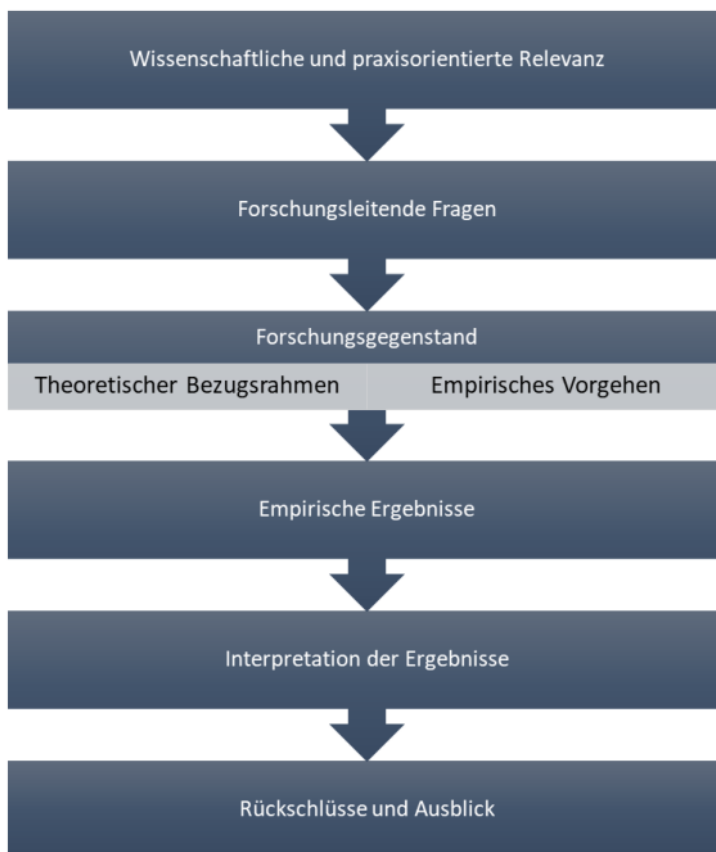 Wissenschaftliche und praxisorientierte Relevanz
Forschungsleitende Fragen
Forschungsgegenstand
Theoretischer Bezugsrahmen
Empirisches Vorgehen
Empirische Ergebnisse
Interpretation der Ergebnisse
Rückschlüsse und Ausblick